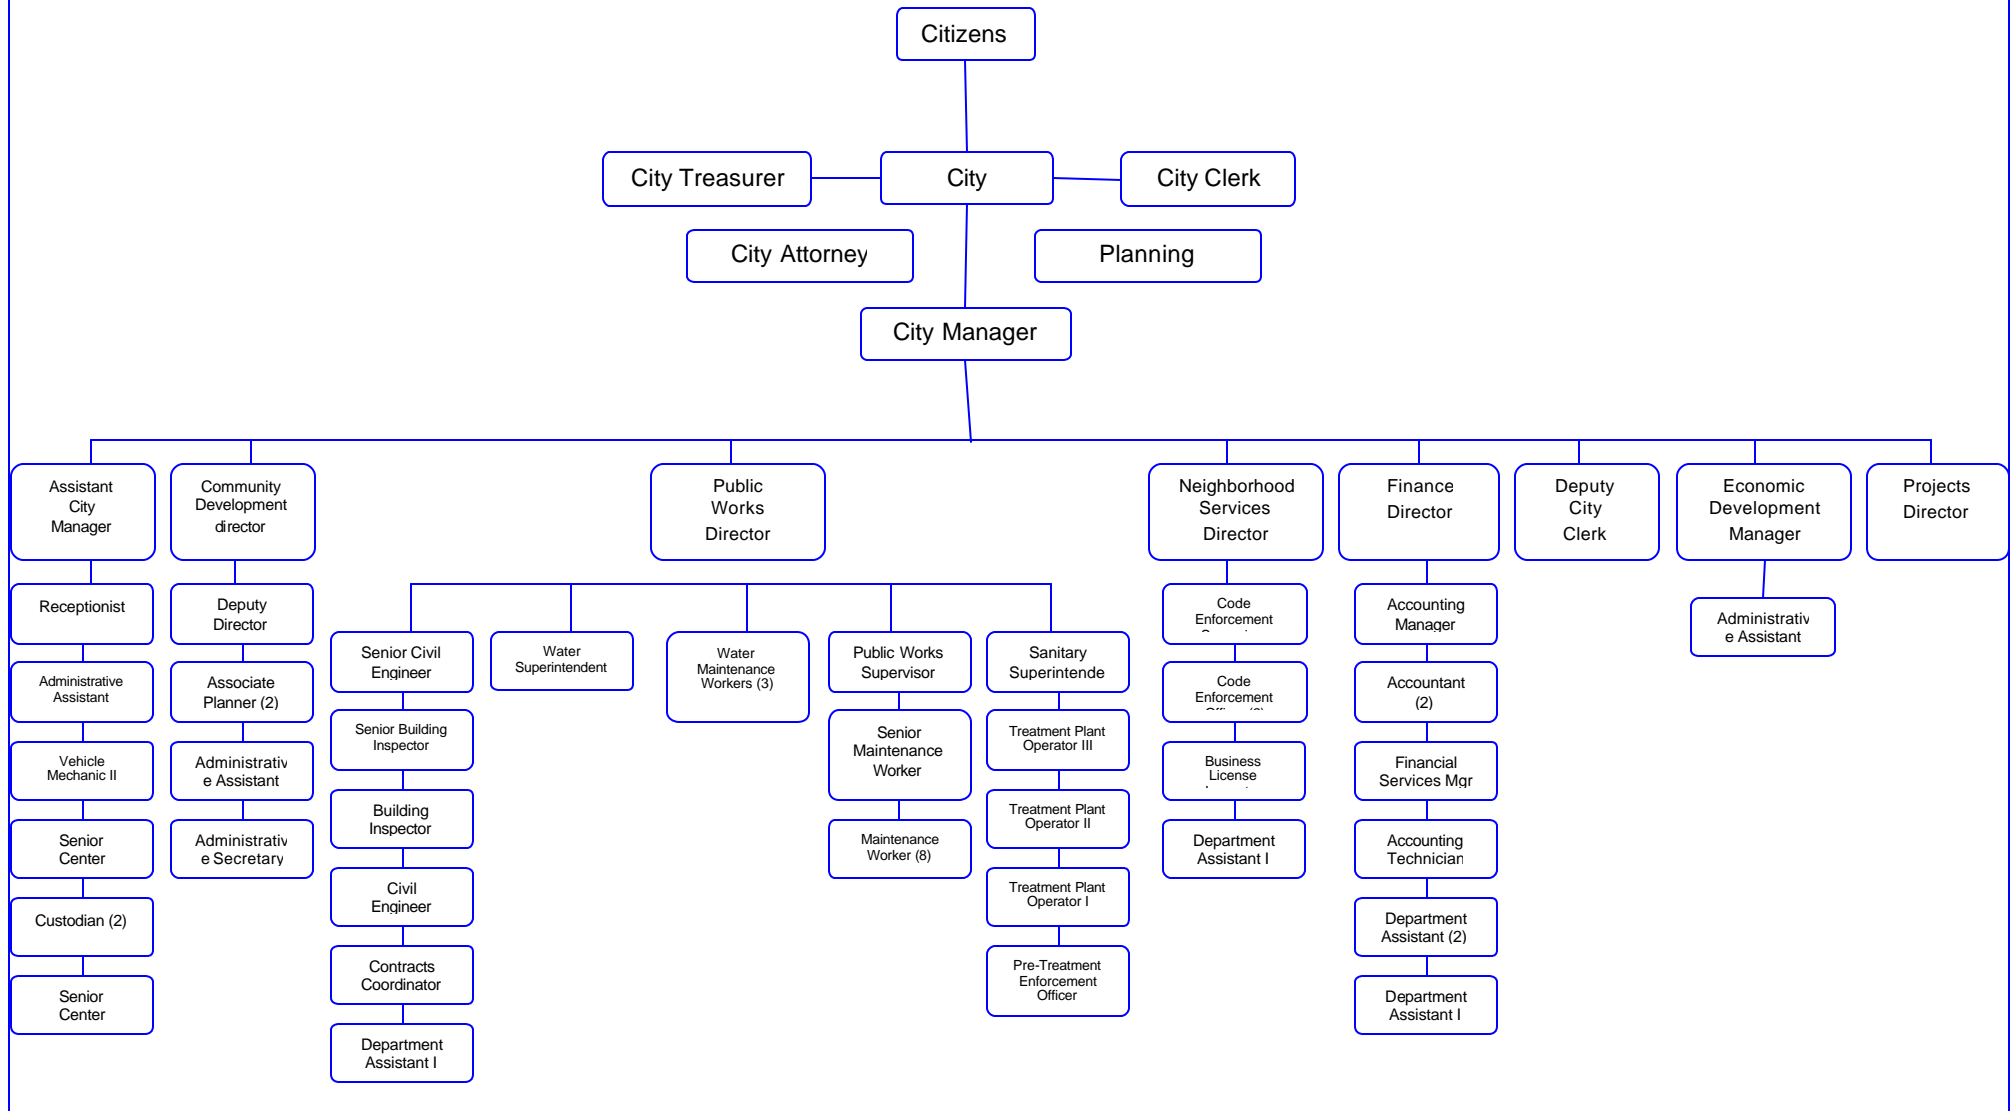 Citizens
City Treasurer
City
City Clerk
City Attorney
Planning
City Manager
Assistant
City
Manager
Community
Development
director
Public
Works
Director
Neighborhood
Services
Director
Finance
Director
Deputy
City
Clerk
Economic
Development
Manager
Projects
Director
Receptionist
Administrative
Assistant
Vehicle
Mechanic II
Senior
Center
Custodian (2)
Senior
Center
Deputy
Director
Associate
Planner (2)
Administrativ
e Assistant
Administrativ
e Secretary
Senior Civil
Engineer
Senior Building
Inspector
Building
Inspector
Civil
Engineer
Contracts
Coordinator
Department
Assistant I
Water
Superintendent
Water
Maintenance
Workers (3)
Public Works
Supervisor
Senior
Maintenance
Worker
Maintenance
Worker (8)
Sanitary
Superintende
Treatment Plant
Operator III
Treatment Plant
Operator II
Treatment Plant
Operator I
Pre-Treatment
Enforcement
Officer
Code
Enforcement
Code
Enforcement
Business
License
Department
Assistant I
Accounting
Manager
Accountant
(2)
Financial
Services Mgr
Accounting
Technician
Department
Assistant (2)
Department
Assistant I
Administrativ
e Assistant